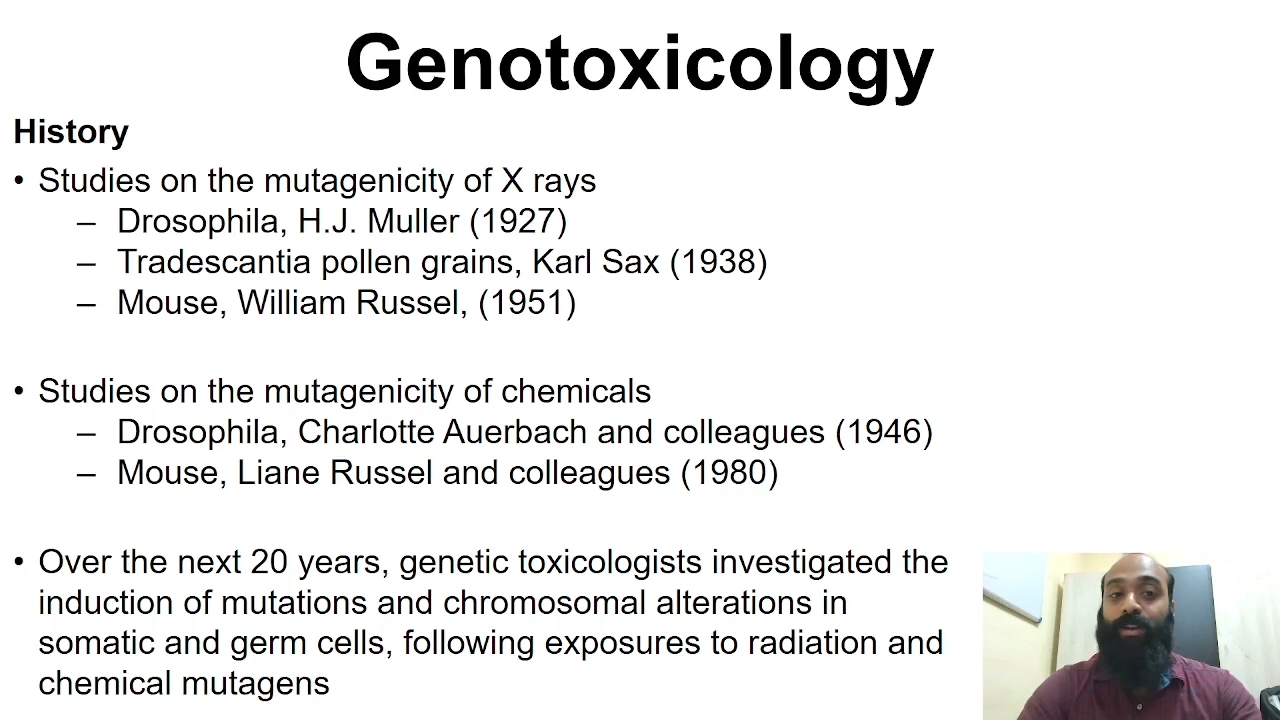 Genotoxicology
History
• Studies on the mutagenicity of X rays
– Drosophila, H.J. Muller (1927)
– Tradescantia pollen grains, Karl Sax (1938)
– Mouse, William Russel, (1951)
• Studies on the mutagenicity of chemicals
– Drosophila, Charlotte Auerbach and colleagues (1946)
– Mouse, Liane Russel and colleagues (1980)
• Over the next 20 years, genetic toxicologists investigated the
induction of mutations and chromosomal alterations in
somatic and germ cells, following exposures to radiation and
chemical mutagens